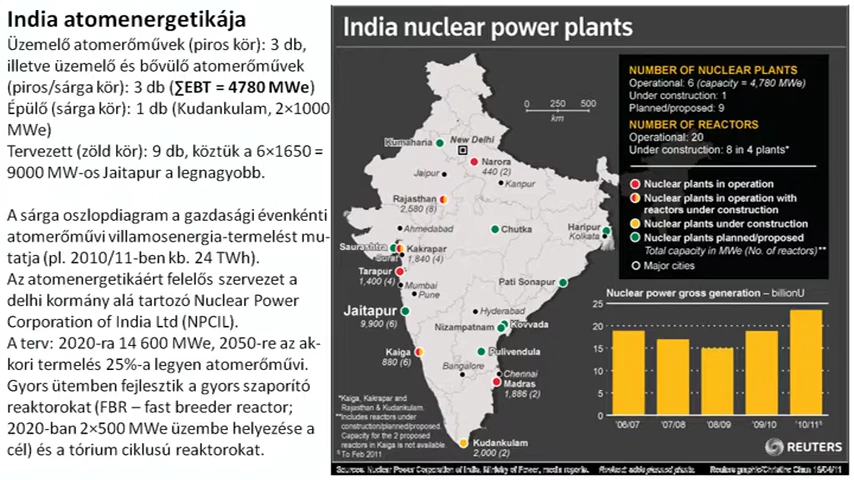 India atomenergetikája
Üzemelő atomerőművek (piros kör): 3 db,
illetve üzemelő és bővülő atomerőművek
(piros/sárga kör): 3 db (∑EBT = 4780 MWe)
Épülő (sárga kör): 1 db (Kudankulam, 2×1000
MWe)
Tervezett (zöld kör): 9 db, köztük a 6×1650 =
9000 MW-os Jaitapur a legnagyobb.
A sárga oszlopdiagram a gazdasági évenkénti
atomerőművi villamosenergia-termelést mu-
tatja (pl. 2010/11-ben kb. 24 TWh).
Az atomenergetikáért felelős szervezet a
delhi kormány alá tartozó Nuclear Power
Corporation of India Ltd (NPCIL).
A terv: 2020-ra 14 600 MWe, 2050-re az ak-
kori termelés 25%-a legyen atomerőművi.
Gyors ütemben fejlesztik a gyors szaporító
reaktorokat (FBR – fast breeder reactor;
2020-ban 2×500 MWe üzembe helyezése a
cél) és a tórium ciklusú reaktorokat.
India nuclear power plants
0 250 500
km
Kumaharia
New Delhi
Narora
440 (2)
Jaipur
Kanpur
Rajasthan
2,580 (8)
Ahmedabad
Chutka
Haripur
Kolkata
Saurashtra
Kakrapar
Surat
1,840 (4)
Tarapur
1,400 (4)
Mumbai
Pune
Pati Sonapur
Jaitapur
9,900 (6)
Hyderabad
Nizampatnam
Kovvada
Kaiga
880 (6)
Pulivendula
Bangalore
Chennai
Madras
1,886 (2)
Kudankulam
2,000 (2)
*Kaiga, Kakrapar and
Rajasthan & Kudankulam.
**Includes reactors under
construction/planned/proposed.
Capacity for the 2 proposed
reactors in Kaiga is not available.
§ To Feb 2011
NUMBER OF NUCLEAR PLANTS
Operational: 6 (capacity = 4,780 MWe)
Under construction: 1
Planned/proposed: 9
NUMBER OF REACTORS
Operational: 20
Under construction: 8 in 4 plants*
Nuclear plants in operation
Nuclear plants in operation with
reactors under construction
Nuclear plants under construction
Nuclear plants planned/proposed
Total capacity in MWe (No. of reactors)**
Major cities
Nuclear power gross generation – billionU
25
20
15
10
5
0
'06/07 '07/08 '08/09 '09/10 '10/11§
REUTERS
Sources: Nuclear Power Corporation of India, Ministry of Power, media reports.
Reuters graphic/Christine Chan 19/04/11